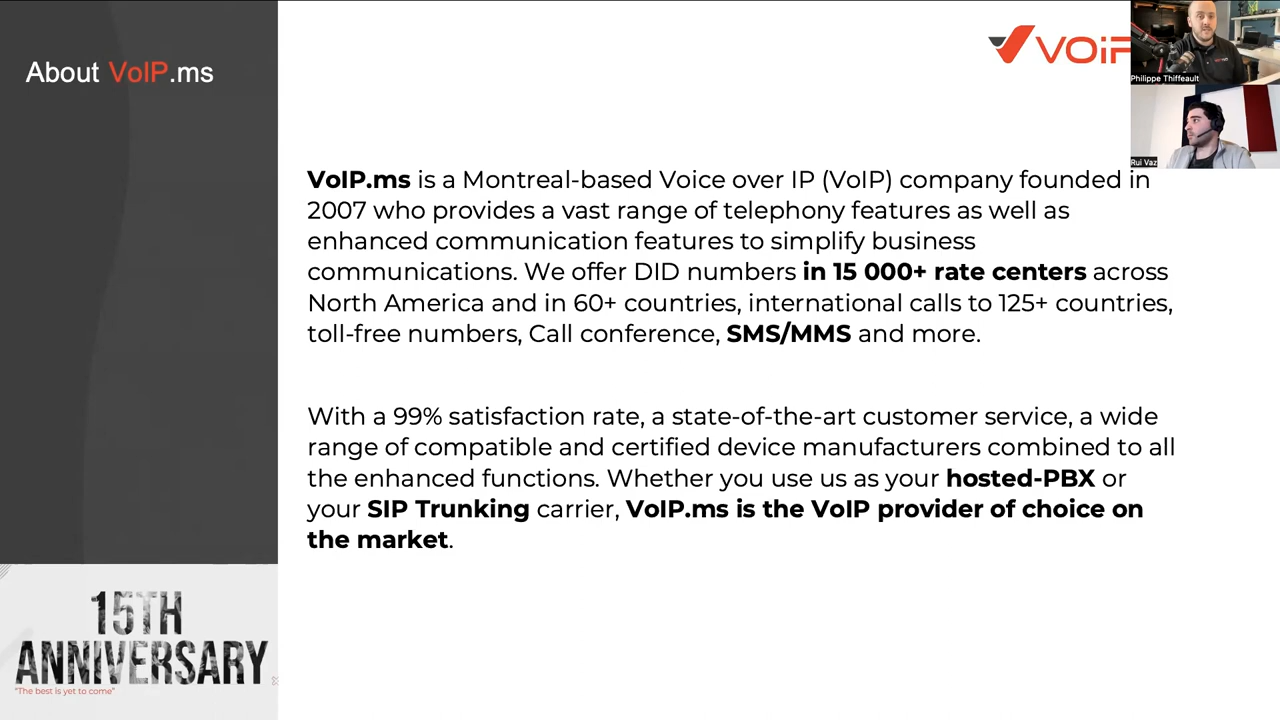 About VoIP.ms
VOiP
Philippe Thiffeault
Rui Vaz
VoIP.ms is a Montreal-based Voice over IP (VoIP) company founded in
2007 who provides a vast range of telephony features as well as
enhanced communication features to simplify business
communications. We offer DID numbers in 15 000+ rate centers across
North America and in 60+ countries, international calls to 125+ countries,
toll-free numbers, Call conference, SMS/MMS and more.
With a 99% satisfaction rate, a state-of-the-art customer service, a wide
range of compatible and certified device manufacturers combined to all
the enhanced functions. Whether you use us as your hosted-PBX or
your SIP Trunking carrier, VoIP.ms is the VoIP provider of choice on
the market.
15TH
ANNIVERSARY
"The best is yet to come"